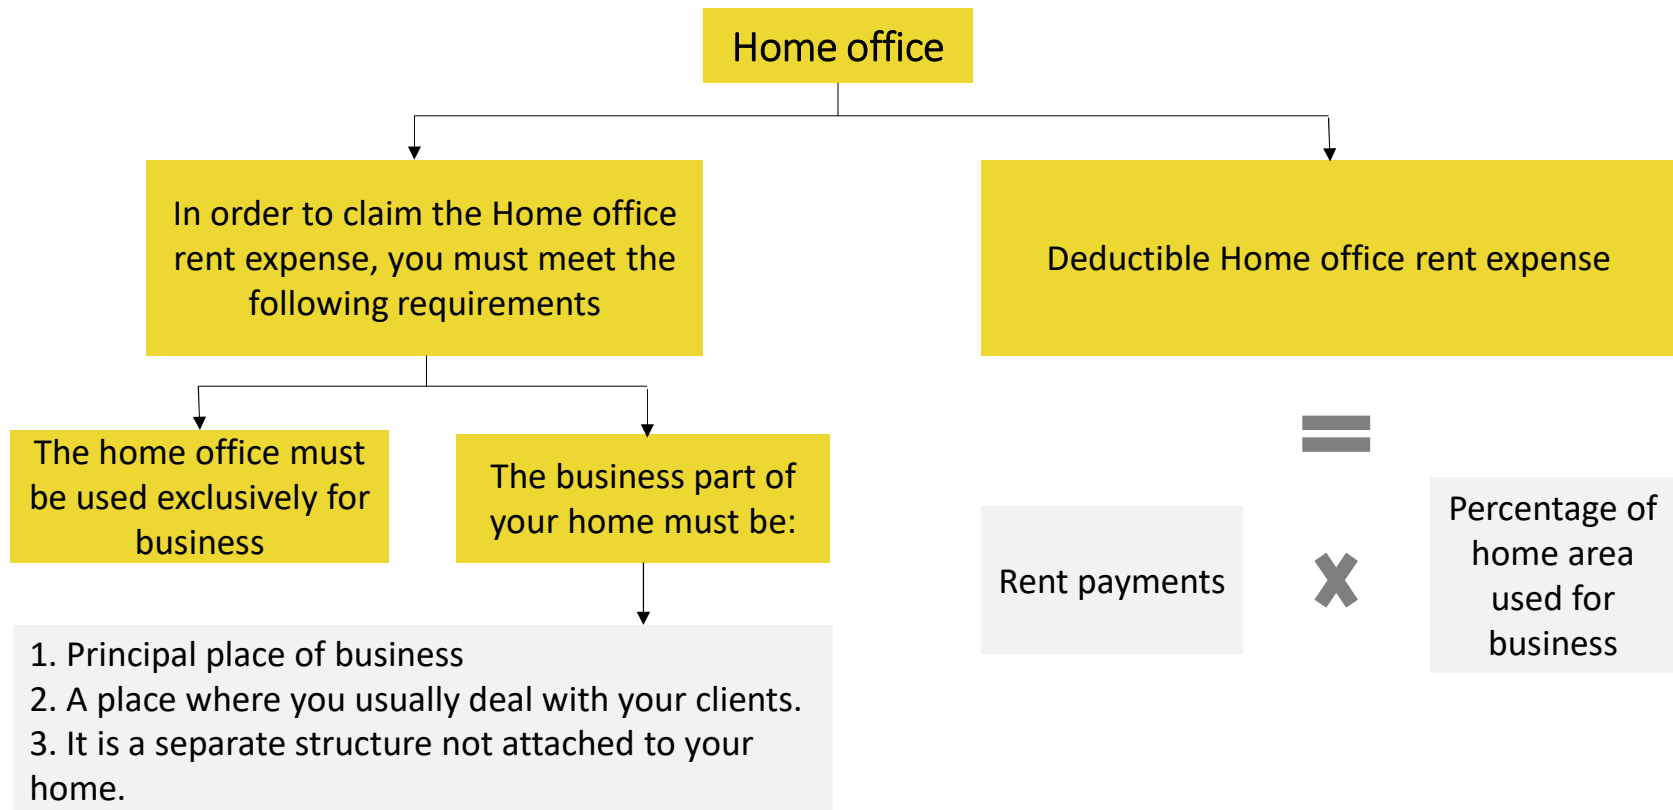 Home office
In order to claim the Home office
rent expense, you must meet the
following requirements
Deductible Home office rent expense
The home office must
be used exclusively for
business
The business part of
your home must be:
1. Principal place of business
2. A place where you usually deal with your clients.
3. It is a separate structure not attached to your
home.
=
Rent payments
x
Percentage of
home area
used for
business